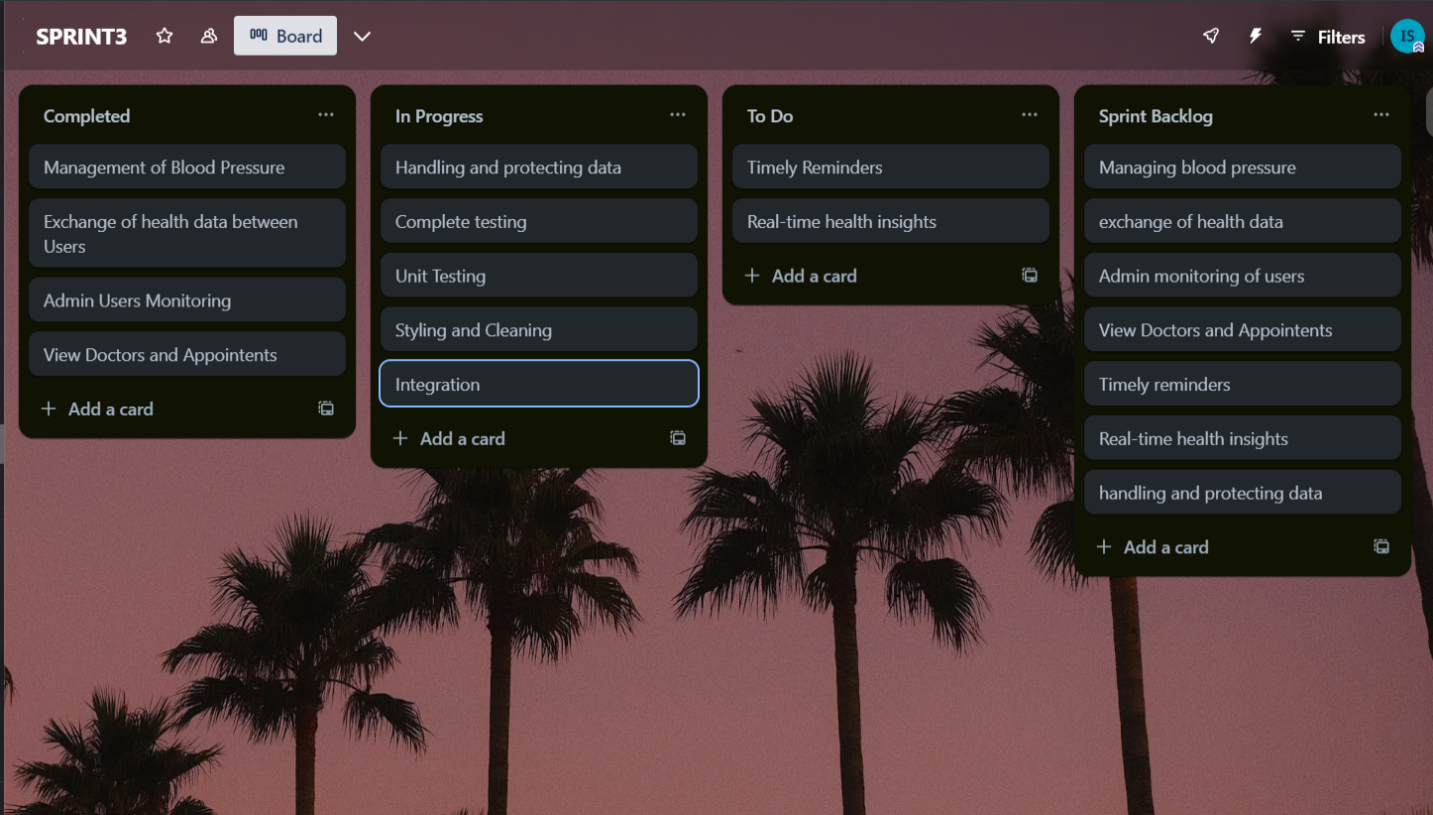 SPRINT3
Board
Filters
IS
Completed
Management of Blood Pressure
Exchange of health data between
Users
Admin Users Monitoring
View Doctors and Appointents
Add a card
In Progress
Handling and protecting data
Complete testing
Unit Testing
Styling and Cleaning
Integration
Add a card
To Do
Timely Reminders
Real-time health insights
Add a card
Sprint Backlog
Managing blood pressure
exchange of health data
Admin monitoring of users
View Doctors and Appointents
Timely reminders
Real-time health insights
handling and protecting data
Add a card